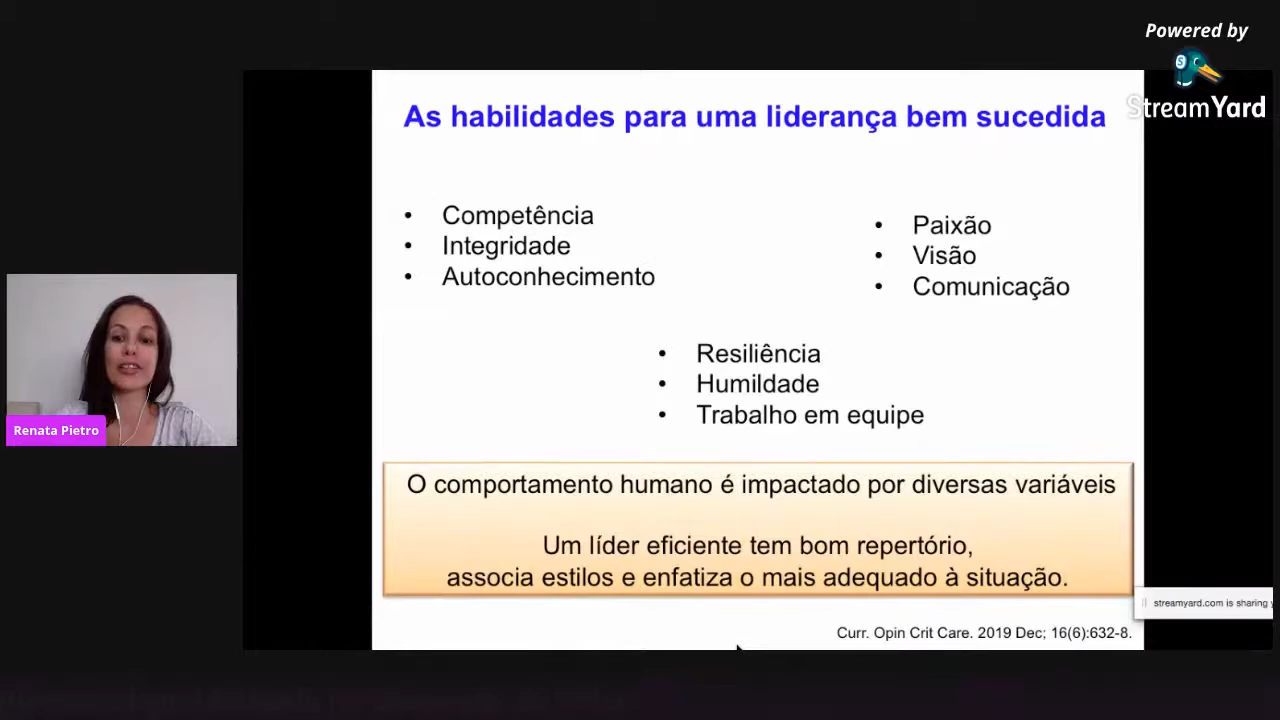 Powered by
StreamYard
As habilidades para uma liderança bem sucedida
• Competência
• Integridade
• Autoconhecimento
• Paixão
• Visão
• Comunicação
• Resiliência
• Humildade
• Trabalho em equipe
O comportamento humano é impactado por diversas variáveis
Um líder eficiente tem bom repertório,
associa estilos e enfatiza o mais adequado à situação.
Curr. Opin Crit Care. 2019 Dec; 16(6):632-8.
streamyard.com is sharing
Renata Pietro